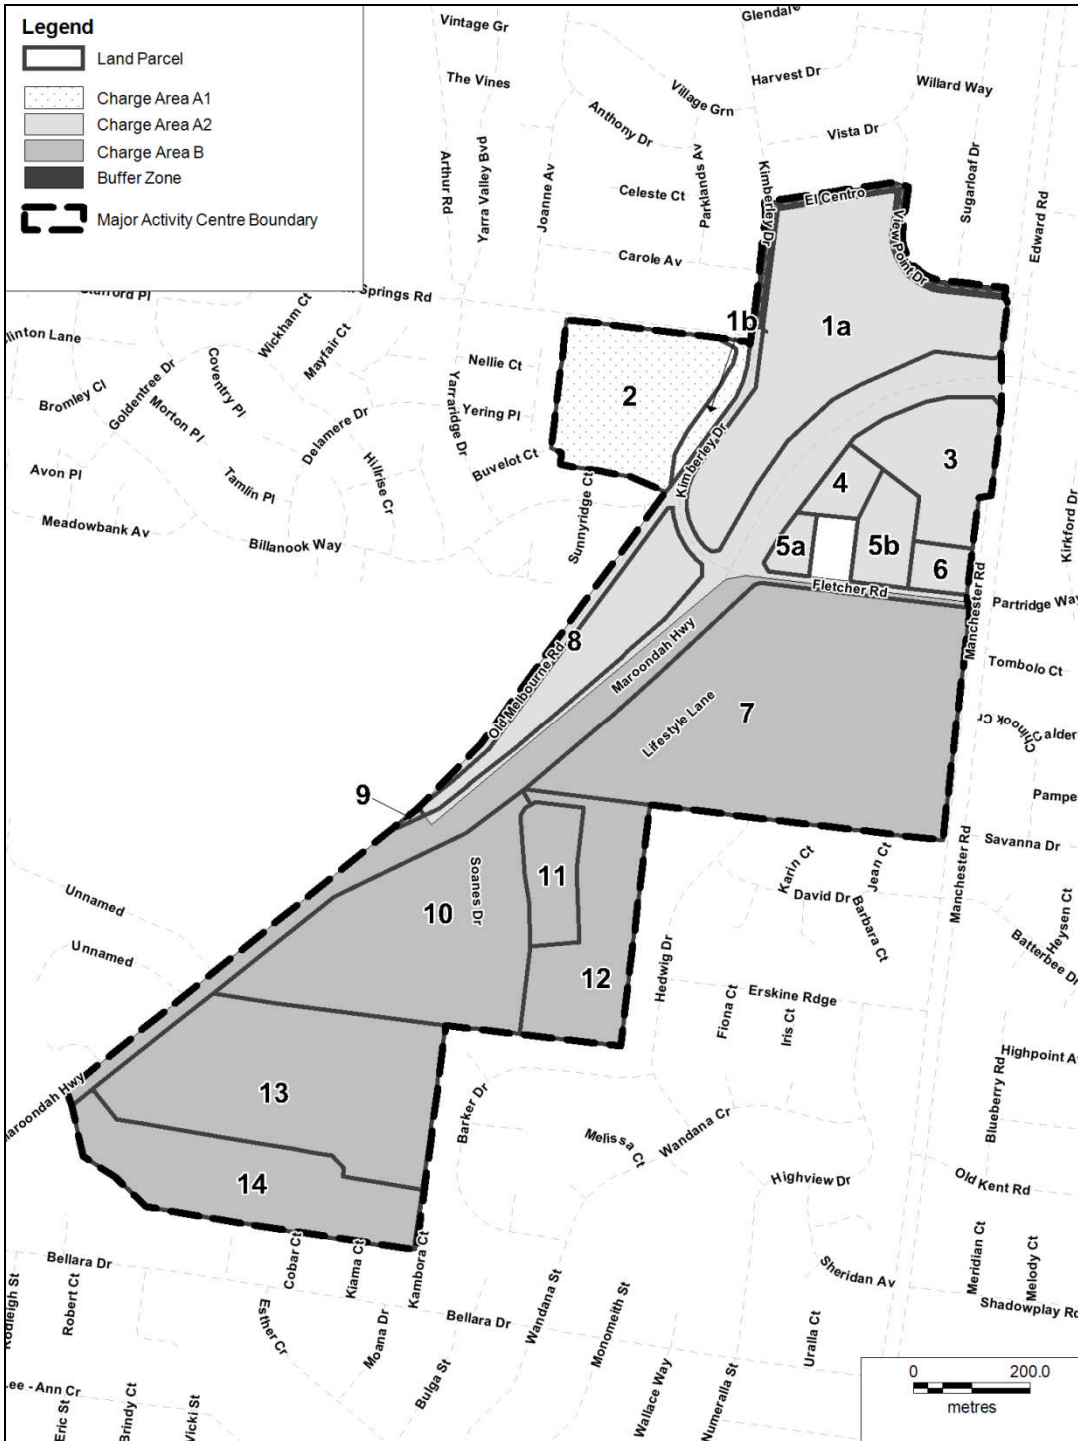 Legend
Land Parcel
Charge Area A1
Charge Area A2
Charge Area B
Buffer Zone
Major Activity Centre Boundary
Vintage Gr
The Vines
Arthur Rd
Yarra Valley Bvd
Joanne Av
Anthony Dr
Village Grn
Harvest Dr
Willard Way
Vista Dr
Celeste Ct
Parklands Av
Kimberley Dr
El Centro
Sugarloaf Dr
Edward Rd
Carole Av
View Point Dr
Springs Rd
Wickham Ct
Mayfair Ct
Coventry Pl
Goldentree Dr
Bromley Cl
Morton Pl
Delamere Dr
Nellie Ct
Yarraridge Dr
Yering Pl
Buvelot Ct
Avon Pl
Tamlin Pl
Hillrise Cr
Meadowbank Av
Billanook Way
Sunnyridge Ct
1b
1a
2
Kimberley Dr
3
4
5a
5b
6
Kirkford Dr
Fletcher Rd
Manchester Rd
Partridge Way
Tombolo Ct
Chinook Cr
8
Old Melbourne Rd
Maroondah Hwy
Lifestyle Lane
7
9
Savanna Dr
Manchester Rd
Karin Ct
Jean Ct
David Dr
Barbara Ct
Heysen Ct
Batterbee Dr
Unnamed
Unnamed
10
Soanes Dr
11
12
Hedwig Dr
Erskine Rdge
Fiona Ct
Iris Ct
Blueberry Rd
Maroondah Hwy
13
14
Barker Dr
Melissa Ct
Wandana Cr
Highview Dr
Old Kent Rd
Meridian Ct
Melody Ct
Sheridan Av
Shadowplay Rd
Bellara Dr
Robert Ct
Cobar Ct
Kiama Ct
Kambora Ct
Esther Cr
Moana Dr
Bellara Dr
Bulga St
Wandana St
Monomeith St
Wallace Way
Numeralla St
Uralla Ct
Eric St
Brindy Ct
Vicki St
0 200.0
metres